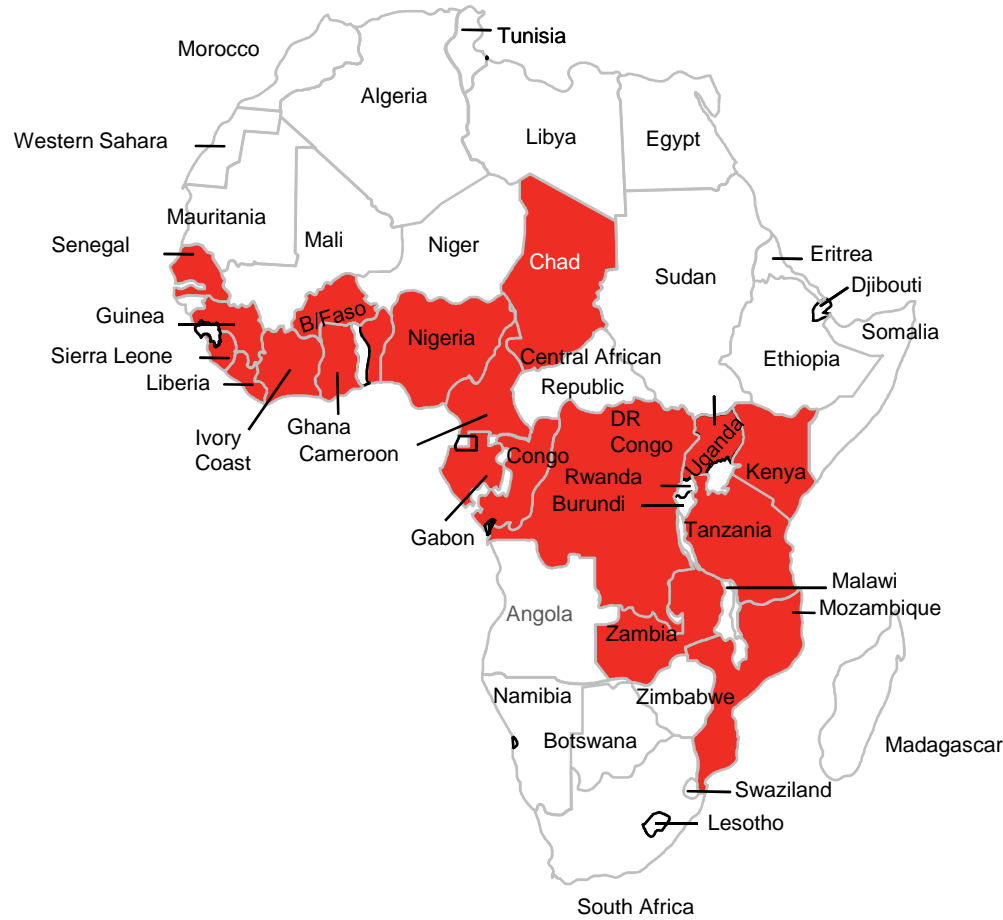 Tunisia
Morocco
Algeria
Western Sahara
Libya
Egypt
Mauritania
Senegal
Mali
Niger
Chad
Sudan
Eritrea
Djibouti
Guinea
B/Faso
Nigeria
Somalia
Sierra Leone
Central African
Republic
Ethiopia
Liberia
Ivory
Coast
Ghana
Cameroon
Congo
DR
Congo
Uganda
Kenya
Rwanda
Burundi
Gabon
Tanzania
Malawi
Mozambique
Angola
Zambia
Namibia
Zimbabwe
Botswana
Madagascar
Swaziland
Lesotho
South Africa